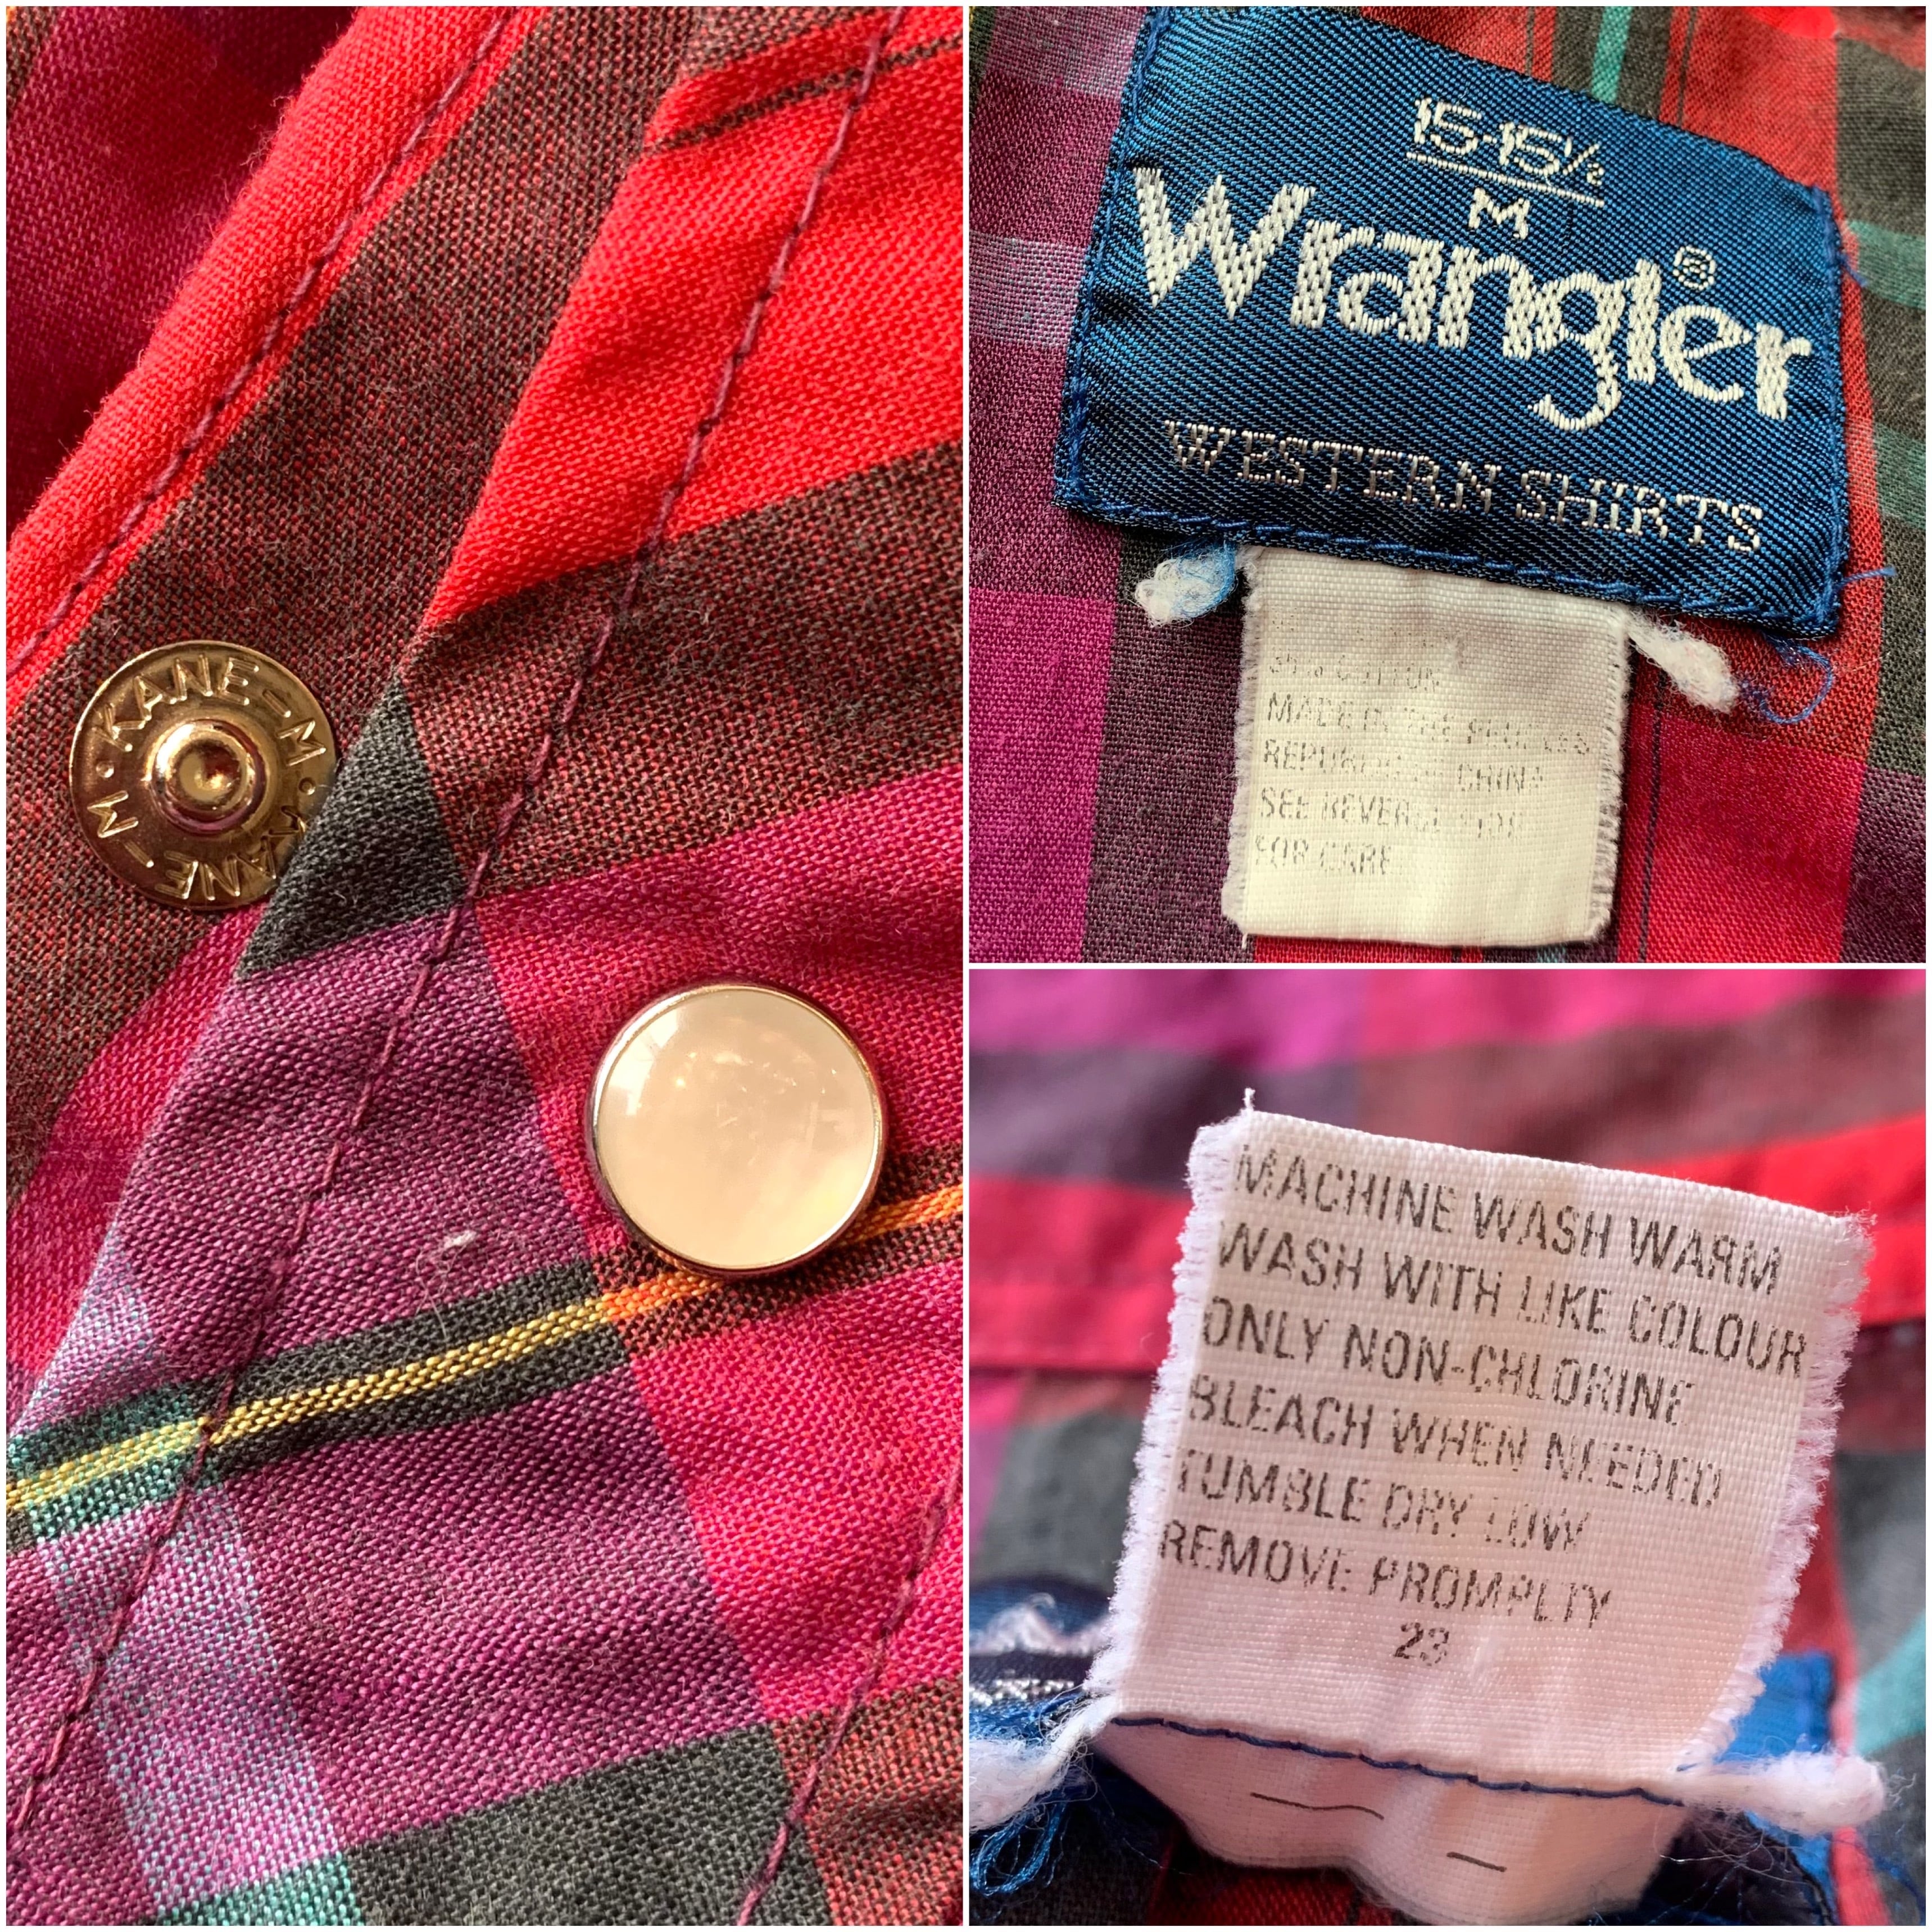 ·KANE-M·KANE-M
15-15½
M
Wrangler®
WESTERN SHIRTS
COTTON
MADE IN THE PEOPLES
REPUBLIC OF CHINA
SEE REVERSE SIDE
FOR CARE
MACHINE WASH WARM
WASH WITH LIKE COLOUR
ONLY NON-CHLORINE
BLEACH WHEN NEEDED
TUMBLE DRY LOW
REMOVE PROMPLTY
23